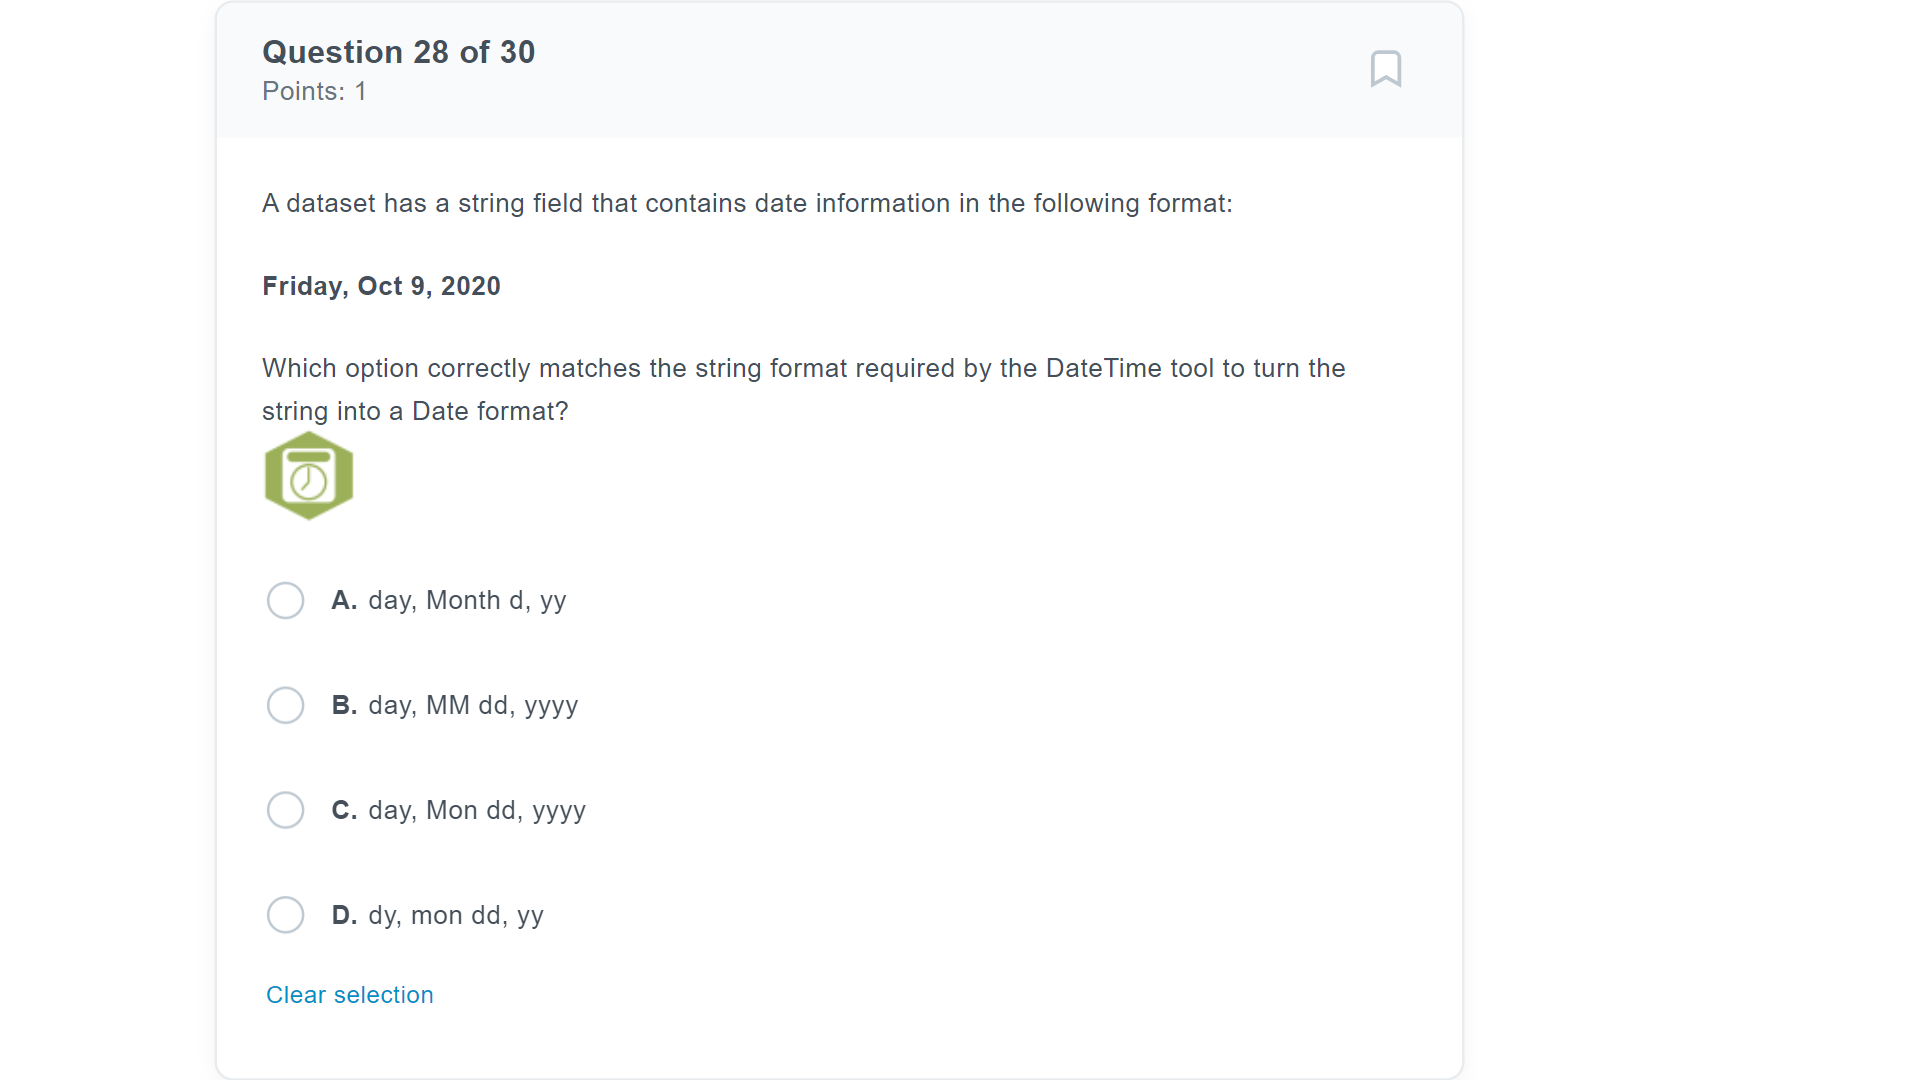 Question 28 of 30
Points: 1
A dataset has a string field that contains date information in the following format:
Friday, Oct 9, 2020
Which option correctly matches the string format required by the DateTime tool to turn the
string into a Date format?
A. day, Month d, yy
B. day, MM dd, yyyy
C. day, Mon dd, yyyy
D. dy, mon dd, yy
Clear selection